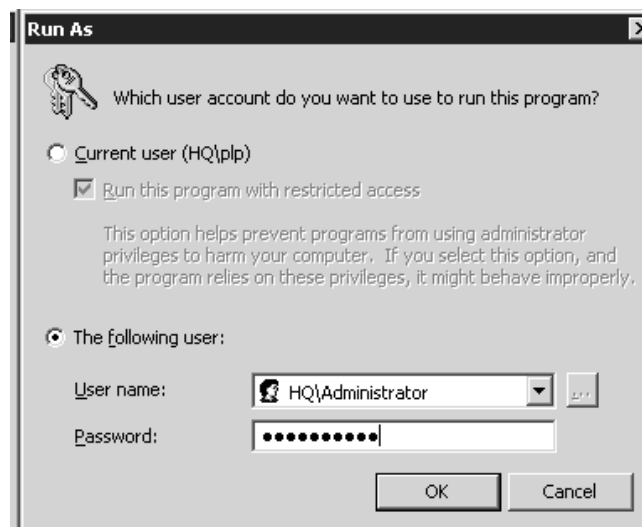 Run As
Which user account do you want to use to run this program?
Current user (HQ\plp)
Run this program with restricted access
This option helps prevent programs from using administrator
privileges to harm your computer. If you select this option, and
the program relies on these privileges, it might behave improperly.
The following user:
User name: HQ\Administrator ...
Password: ●●●●●●●●●●
OK Cancel